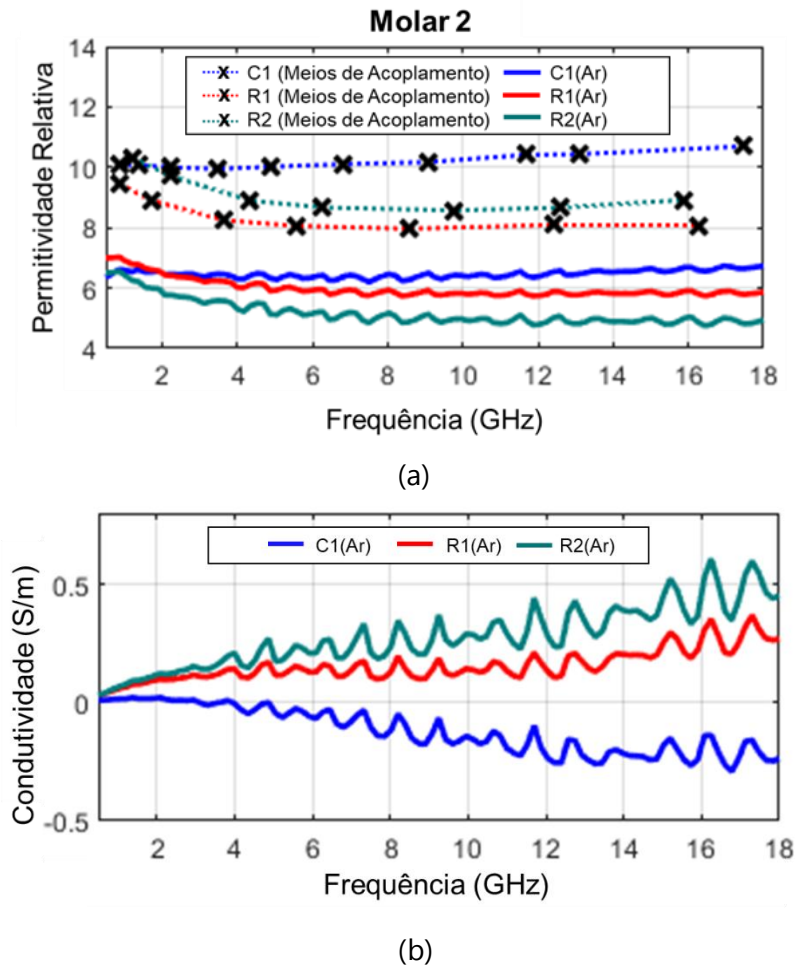 Molar 2
14
12
10
8
6
4
C1 (Meios de Acoplamento) C1(Ar)
R1 (Meios de Acoplamento) R1(Ar)
R2 (Meios de Acoplamento) R2(Ar)
Permitividade Relativa
2 4 6 8 10 12 14 16 18
Frequência (GHz)
(a)
C1(Ar) R1(Ar) R2(Ar)
0.5
0
-0.5
Condutividade (S/m)
2 4 6 8 10 12 14 16 18
Frequência (GHz)
(b)